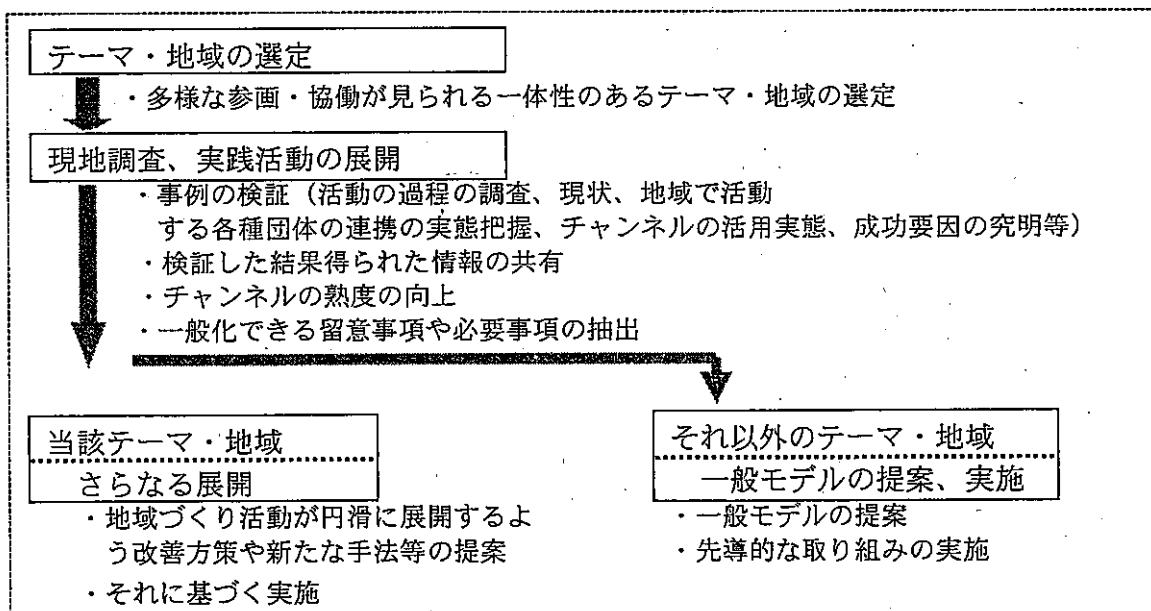 テーマ・地域の選定
・多様な参画・協働が見られる一体性のあるテーマ・地域の選定
現地調査、実践活動の展開
・事例の検証（活動の過程の調査、現状、地域で活動
する各種団体の連携の実態把握、チャンネルの活用実態、成功要因の究明等）
・検証した結果得られた情報の共有
・チャンネルの熟度の向上
・一般化できる留意事項や必要事項の抽出
当該テーマ・地域
さらなる展開
・地域づくり活動が円滑に展開するよ
う改善方策や新たな手法等の提案
・それに基づく実施
それ以外のテーマ・地域
一般モデルの提案、実施
・一般モデルの提案
・先導的な取り組みの実施